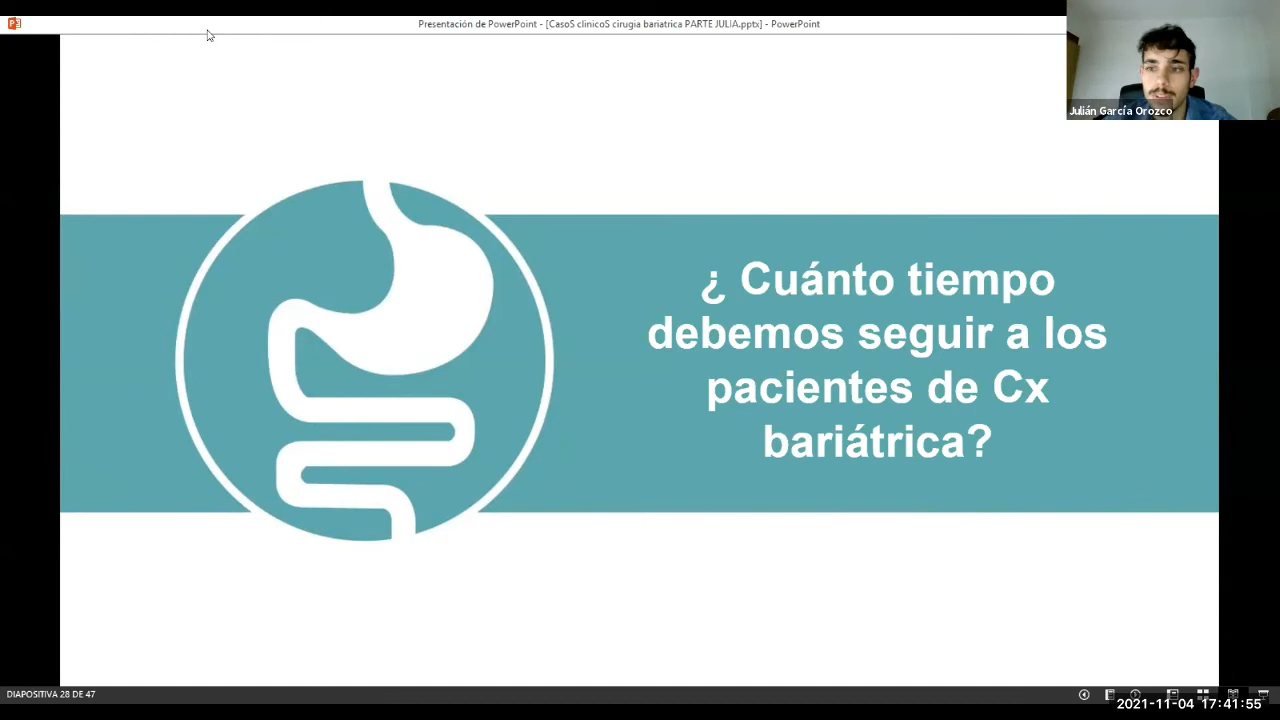 Presentación de PowerPoint - [CasoS clinicoS cirugia bariatrica PARTE JULIA.pptx] - PowerPoint
Julián García Orozco
¿ Cuánto tiempo
debemos seguir a los
pacientes de Cx
bariátrica?
DIAPOSITIVA 28 DE 47
2021-11-04 17:41:55